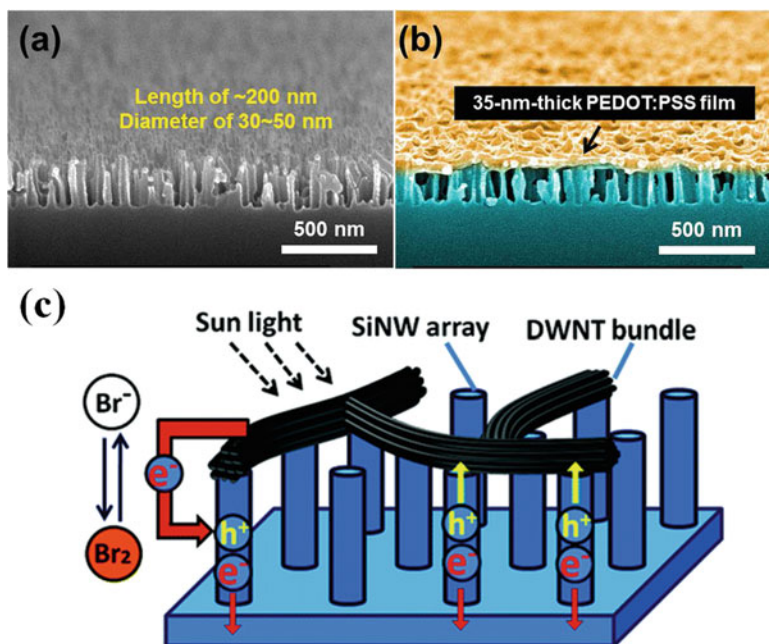 (a)
Length of ~200 nm
Diameter of 30~50 nm
500 nm
(b)
35-nm-thick PEDOT:PSS film
500 nm
(c)
Sun light
SiNW array
DWNT bundle
Br⁻
e⁻
Br₂
h⁺
e⁻
h⁺
e⁻
h⁺
e⁻